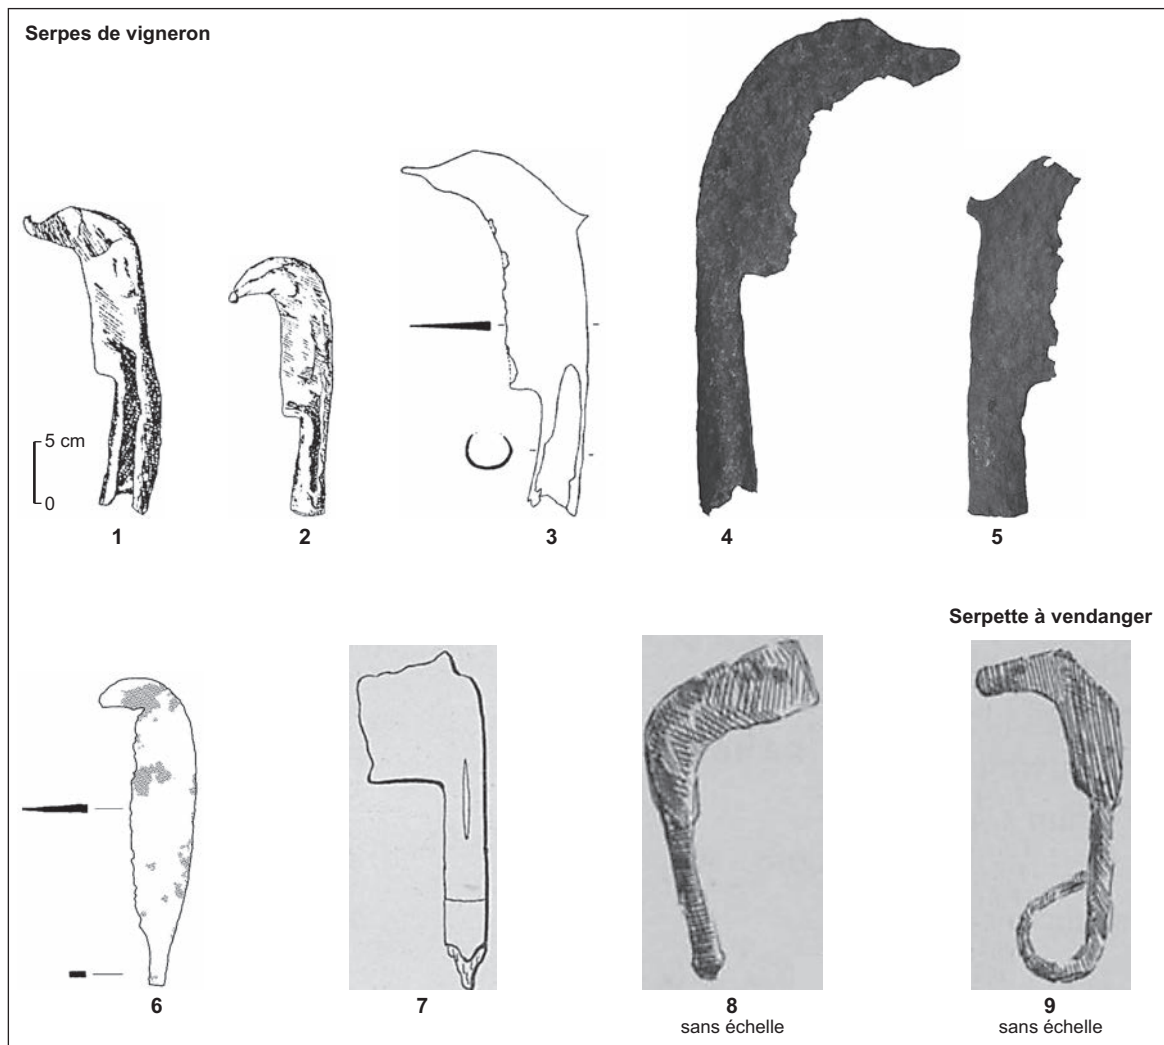 Serpes de vigneron
5 cm
0
1
2
3
4
5
Serpette à vendanger
6
7
8
sans échelle
9
sans échelle